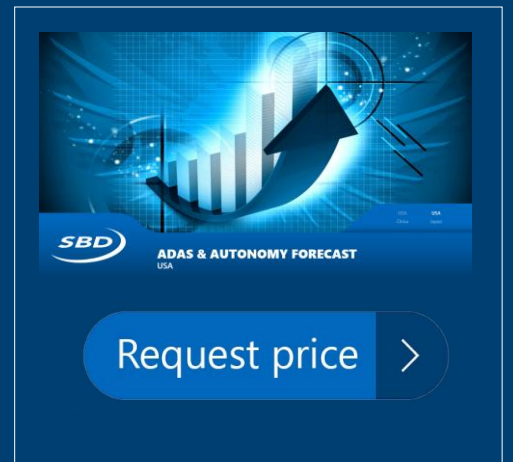 USA USA
China Japan
SBD
ADAS & AUTONOMY FORECAST
USA
Request price